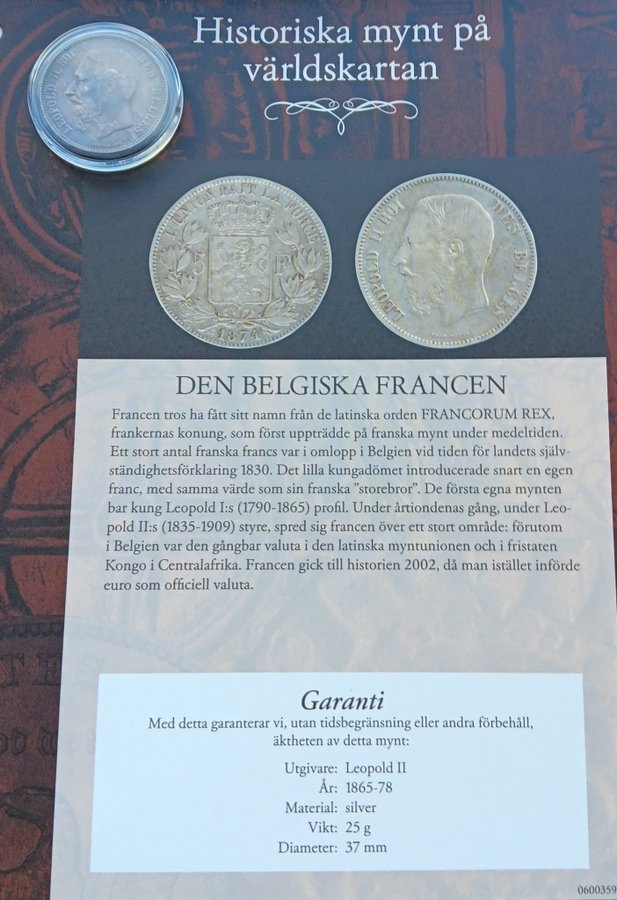 Historiska mynt på
världskartan
LEOPOLD II ROI DES BELGES
L'UNION FAIT LA FORCE
5 F
1874
LEOPOLD II ROI DES BELGES
DEN BELGISKA FRANCEN
Francen tros ha fått sitt namn från de latinska orden FRANCORUM REX,
frankernas konung, som först uppträdde på franska mynt under medeltiden.
Ett stort antal franska francs var i omlopp i Belgien vid tiden för landets själv-
ständighetsförklaring 1830. Det lilla kungadömet introducerade snart en egen
franc, med samma värde som sin franska "storebror". De första egna mynten
bar kung Leopold I:s (1790-1865) profil. Under årtiondenas gång, under Leo-
pold II:s (1835-1909) styre, spred sig francen över ett stort område: förutom
i Belgien var den gångbar valuta i den latinska myntunionen och i fristaten
Kongo i Centralafrika. Francen gick till historien 2002, då man istället införde
euro som officiell valuta.
Garanti
Med detta garanterar vi, utan tidsbegränsning eller andra förbehåll,
äktheten av detta mynt:
Utgivare: Leopold II
År: 1865-78
Material: silver
Vikt: 25 g
Diameter: 37 mm
0600359